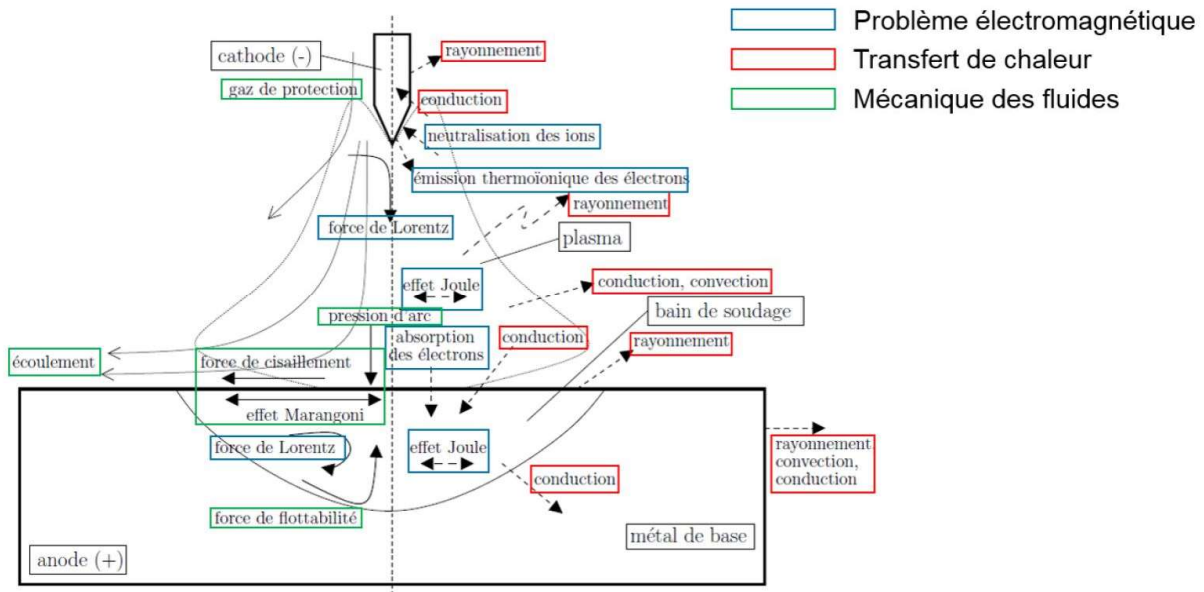 Problème électromagnétique
Transfert de chaleur
Mécanique des fluides
cathode (-)
rayonnement
gaz de protection
conduction
neutralisation des ions
émission thermoïonique des électrons
rayonnement
force de Lorentz
plasma
effet Joule
conduction, convection
bain de soudage
pression d'arc
absorption
des électrons
conduction
rayonnement
écoulement
force de cisaillement
effet Marangoni
force de Lorentz
effet Joule
rayonnement
convection,
conduction
conduction
force de flottabilité
métal de base
anode (+)